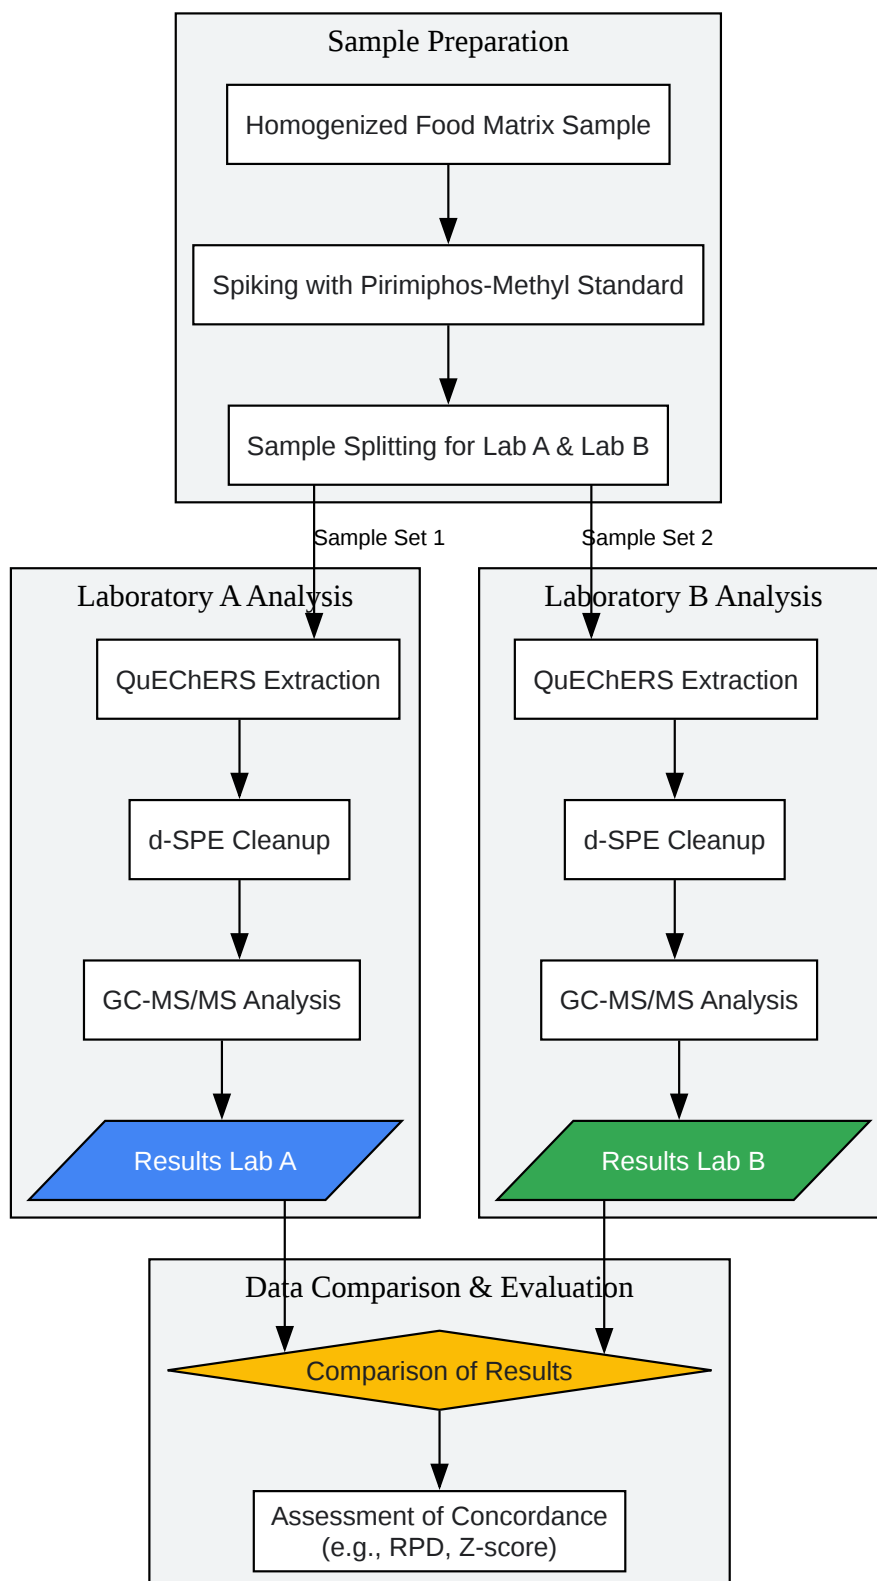 Sample Preparation
Homogenized Food Matrix Sample
Spiking with Pirimiphos-Methyl Standard
Sample Splitting for Lab A & Lab B
Sample Set 1
Sample Set 2
Laboratory A Analysis
QuEChERS Extraction
d-SPE Cleanup
GC-MS/MS Analysis
Results Lab A
Laboratory B Analysis
QuEChERS Extraction
d-SPE Cleanup
GC-MS/MS Analysis
Results Lab B
Data Comparison & Evaluation
Comparison of Results
Assessment of Concordance
(e.g., RPD, Z-score)